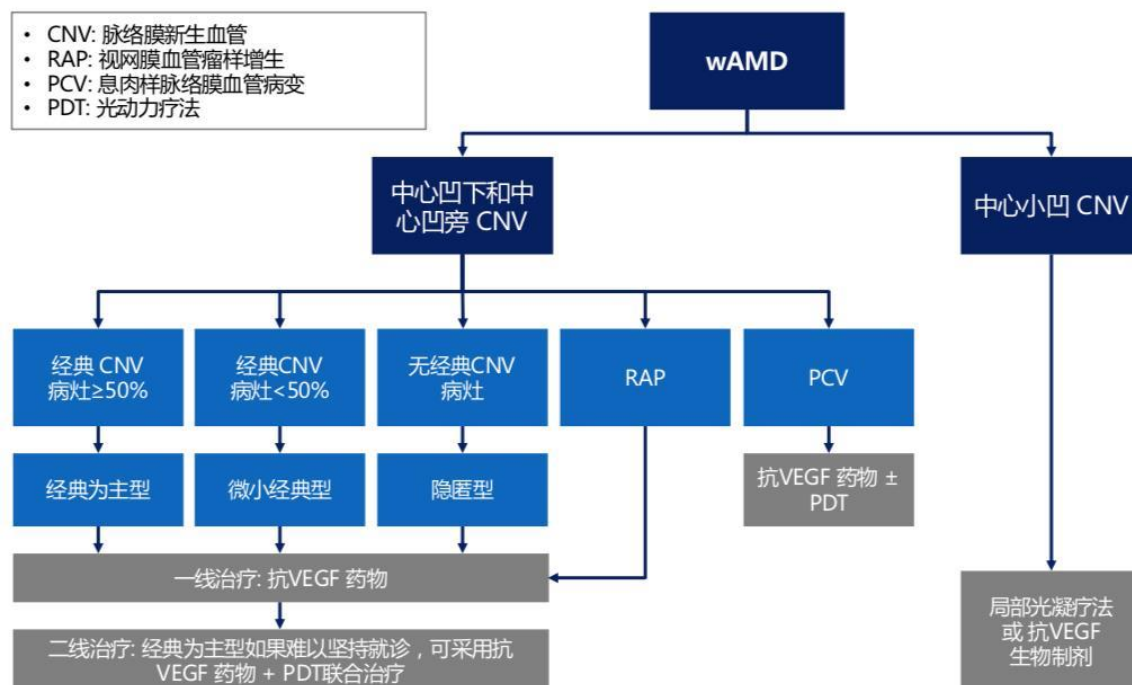 • CNV: 脉络膜新生血管
• RAP: 视网膜血管瘤样增生
• PCV: 息肉样脉络膜血管病变
• PDT: 光动力疗法
wAMD
中心凹下和中
心凹旁 CNV
中心小凹 CNV
经典 CNV
病灶≥50%
经典CNV
病灶<50%
无经典CNV
病灶
RAP
PCV
经典为主型
微小经典型
隐匿型
抗VEGF 药物 ±
PDT
一线治疗: 抗VEGF 药物
二线治疗: 经典为主型如果难以坚持就诊，可采用抗
VEGF 药物 + PDT联合治疗
局部光凝疗法
或 抗VEGF
生物制剂